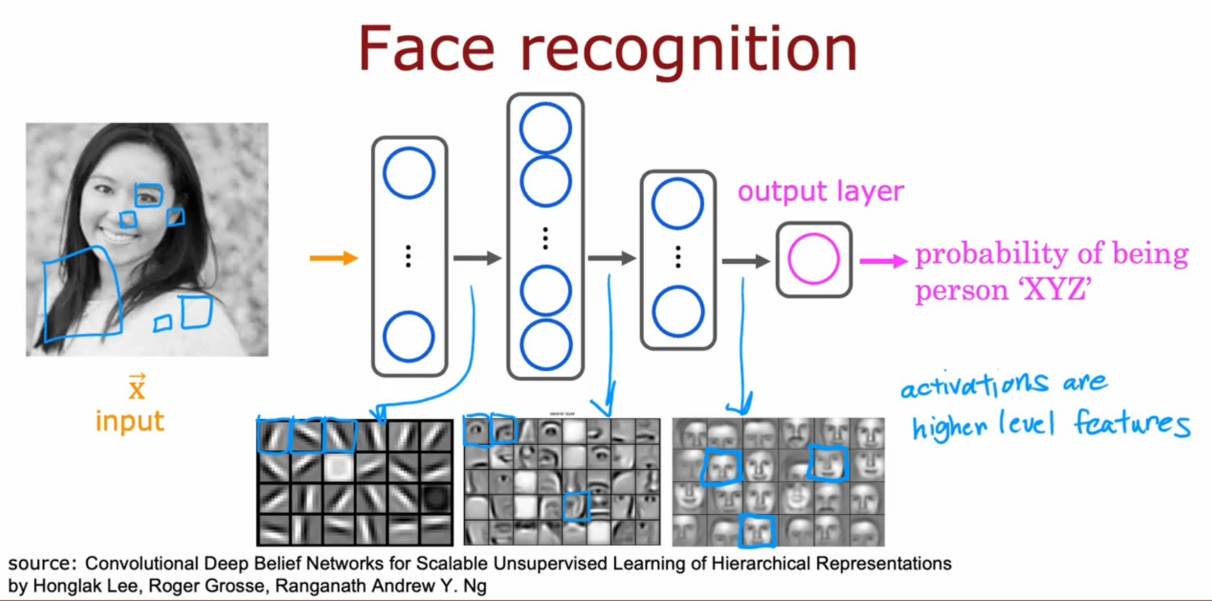 Face recognition
output layer
probability of being
person ‘XYZ’
x⃗
input
activations are
higher level features
source: Convolutional Deep Belief Networks for Scalable Unsupervised Learning of Hierarchical Representations
by Honglak Lee, Roger Grosse, Ranganath Andrew Y. Ng